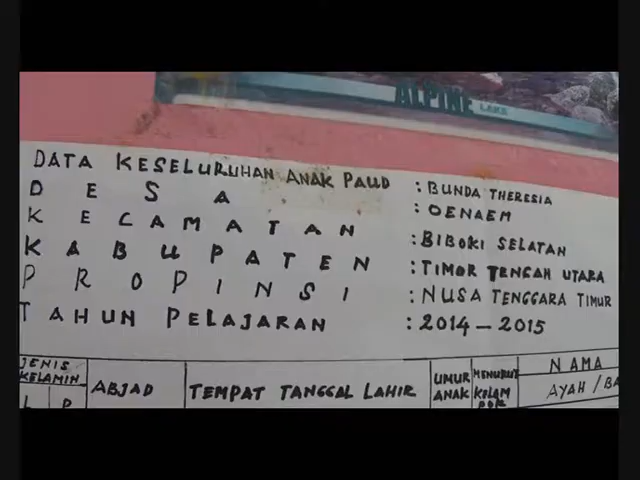 ALPINE LAKE
DATA KESELURUHAN ANAK PAUD : BUNDA THERESIA
DESA : OENAEM
KECAMATAN : BIBOKI SELATAN
KABUPATEN : TIMOR TENGAH UTARA
PROPINSI : NUSA TENGGARA TIMUR
TAHUN PELAJARAN : 2014 - 2015
JENIS KELAMIN
L P
ABJAD
TEMPAT TANGGAL LAHIR
UMUR ANAK
MENURUT KELOMPOK
NAMA
AYAH / BA